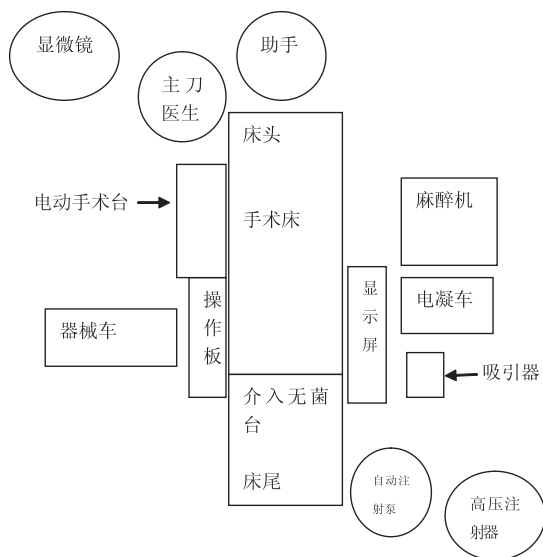 显微镜
助手
主刀
医生
床头
电动手术台
手术床
麻醉机
操
作
板
显
示
屏
电凝车
器械车
吸引器
介入无菌
台
床尾
自动注
射泵
高压注
射器